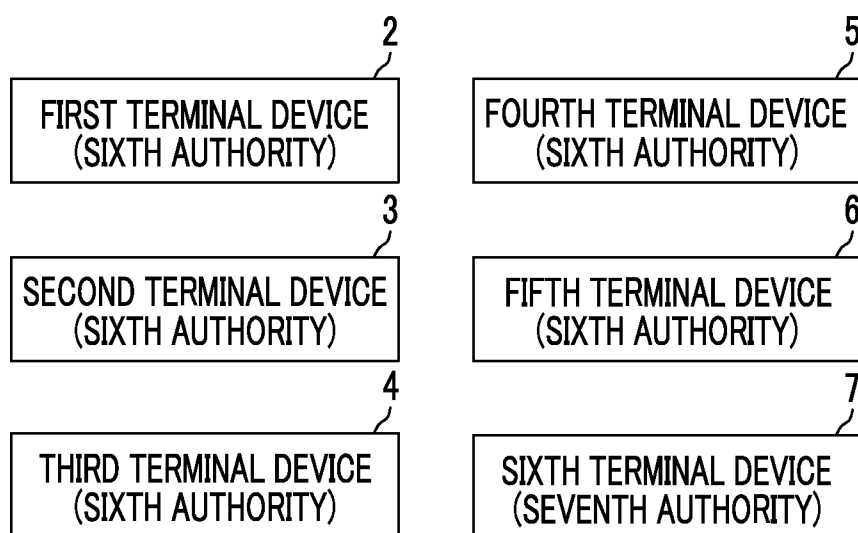 2
FIRST TERMINAL DEVICE
(SIXTH AUTHORITY)
5
FOURTH TERMINAL DEVICE
(SIXTH AUTHORITY)
3
SECOND TERMINAL DEVICE
(SIXTH AUTHORITY)
6
FIFTH TERMINAL DEVICE
(SIXTH AUTHORITY)
4
THIRD TERMINAL DEVICE
(SIXTH AUTHORITY)
7
SIXTH TERMINAL DEVICE
(SEVENTH AUTHORITY)